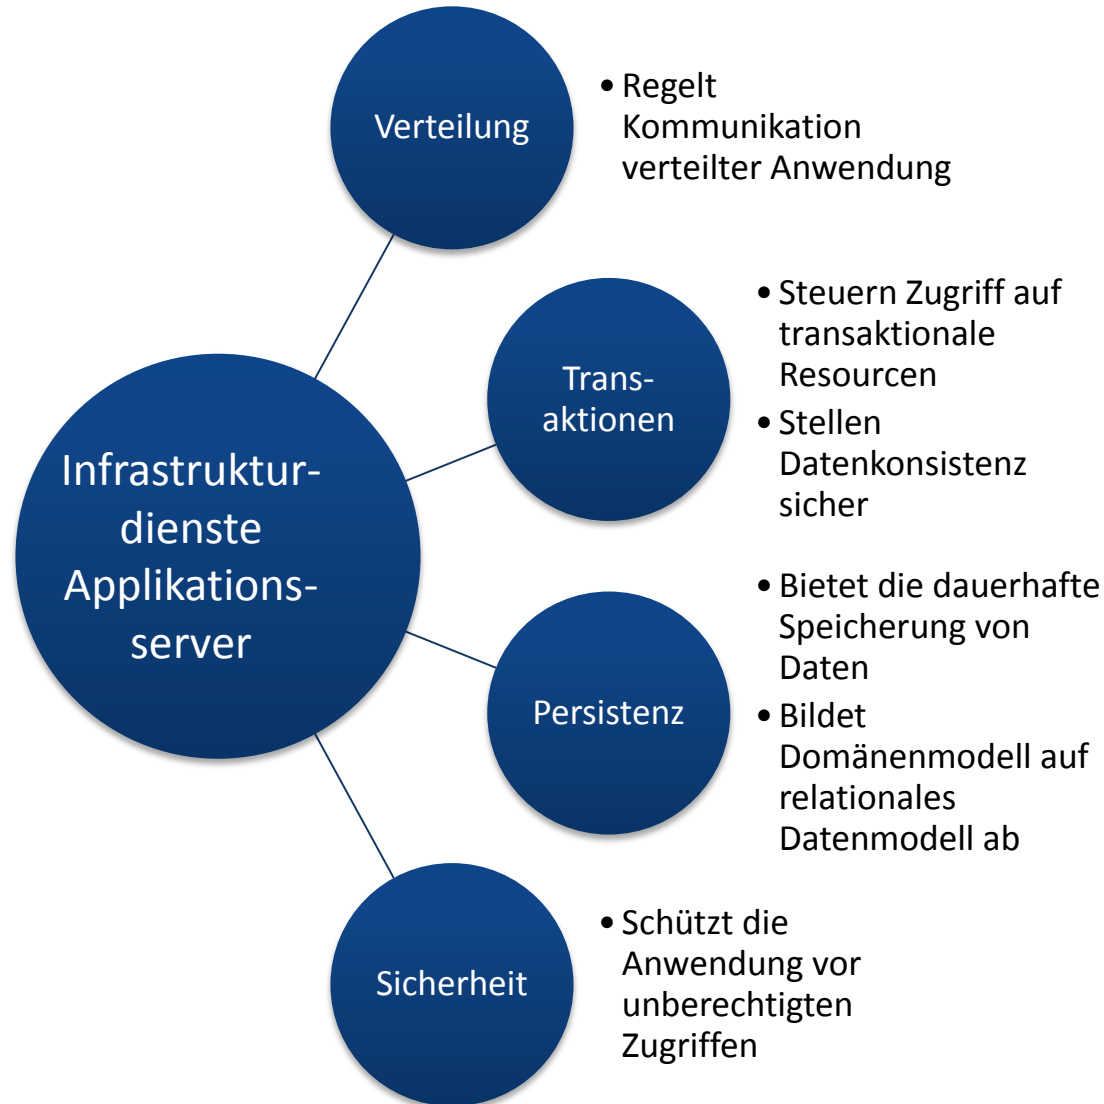 Verteilung
• Regelt
Kommunikation
verteilter Anwendung
Trans-
aktionen
• Steuern Zugriff auf
transaktionale
Resourcen
• Stellen
Datenkonsistenz
sicher
Infrastruktur-
dienste
Applikations-
server
Persistenz
• Bietet die dauerhafte
Speicherung von
Daten
• Bildet
Domänenmodell auf
relationales
Datenmodell ab
Sicherheit
• Schützt die
Anwendung vor
unberechtigten
Zugriffen